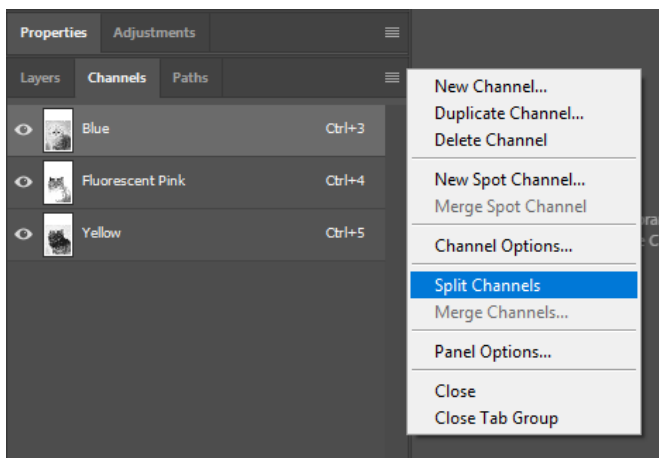 Properties Adjustments
Layers Channels Paths
Blue Ctrl+3
Fluorescent Pink Ctrl+4
Yellow Ctrl+5
New Channel...
Duplicate Channel...
Delete Channel
New Spot Channel...
Merge Spot Channel
Channel Options...
Split Channels
Merge Channels...
Panel Options...
Close
Close Tab Group